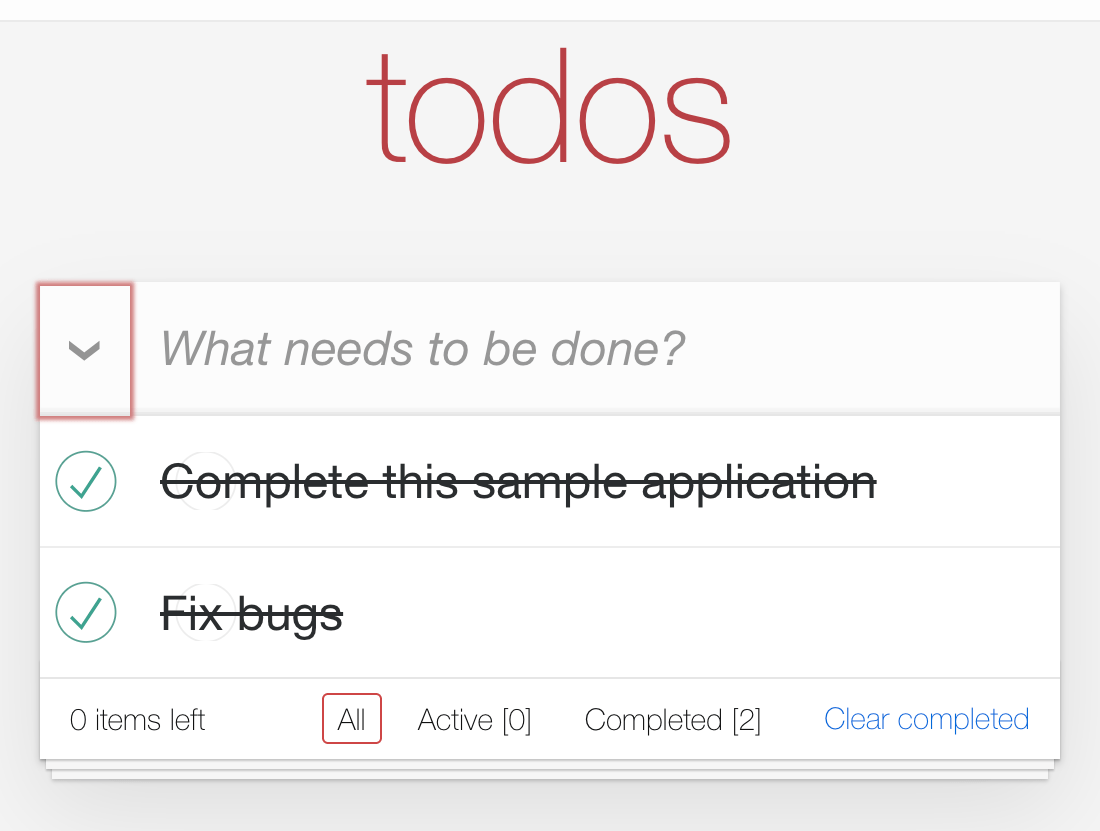 todos
What needs to be done?
Complete this sample application
Fix bugs
0 items left All Active [0] Completed [2] Clear completed